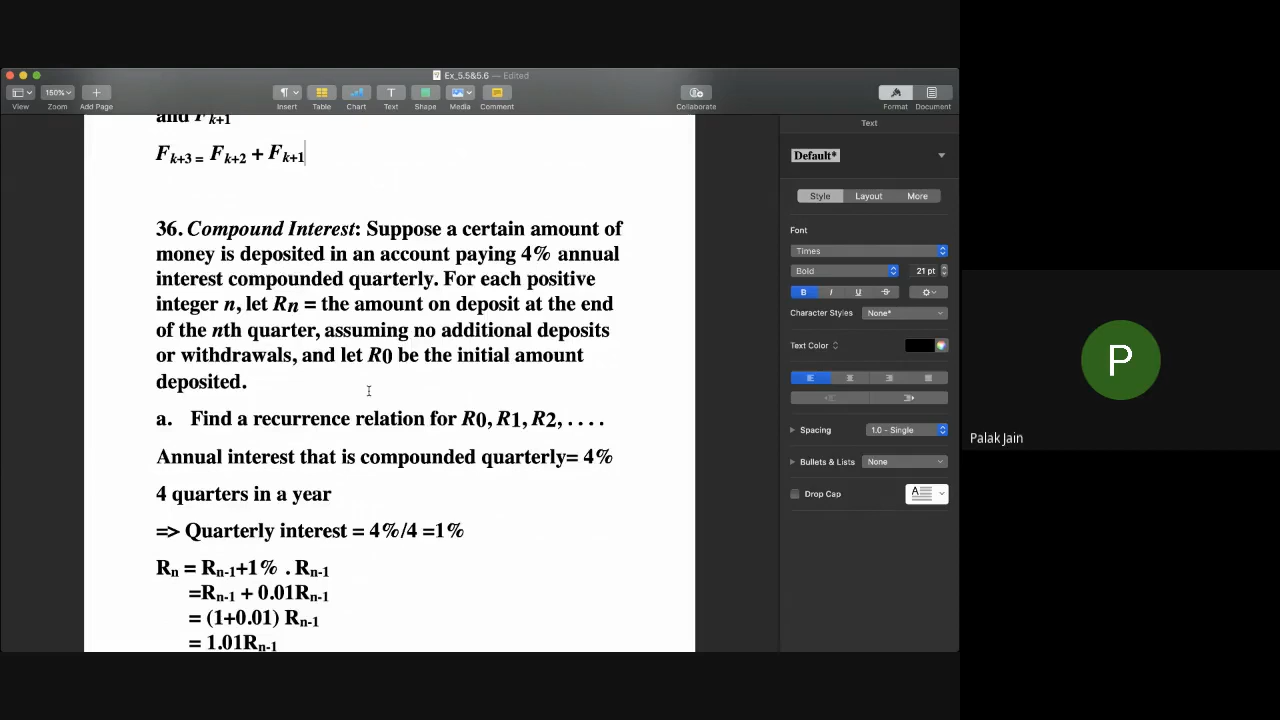 Ex_5.5&5.6 — Edited
150%
View Zoom Add Page Insert Table Chart Text Shape Media Comment Collaborate Format Document
and F k+1
F k+3 = F k+2 + F k+1
36. Compound Interest: Suppose a certain amount of
money is deposited in an account paying 4% annual
interest compounded quarterly. For each positive
integer n, let Rn = the amount on deposit at the end
of the nth quarter, assuming no additional deposits
or withdrawals, and let R0 be the initial amount
deposited.
a. Find a recurrence relation for R0, R1, R2, . . . .
Annual interest that is compounded quarterly= 4%
4 quarters in a year
=> Quarterly interest = 4%/4 =1%
Rn = Rn-1+1% . Rn-1
=Rn-1 + 0.01Rn-1
= (1+0.01) Rn-1
= 1.01Rn-1
Text
Default*
Style Layout More
Font
Times
Bold 21 pt
B I U S
Character Styles None*
Text Color
Spacing 1.0 - Single
Bullets & Lists None
Drop Cap A
P
Palak Jain